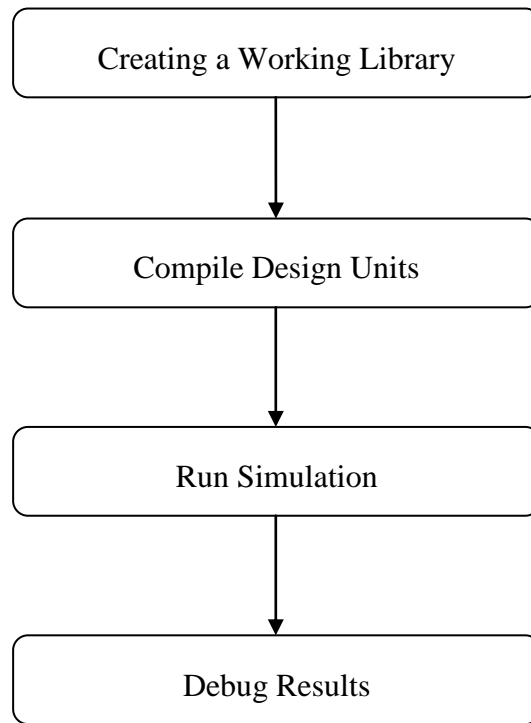 Creating a Working Library
Compile Design Units
Run Simulation
Debug Results